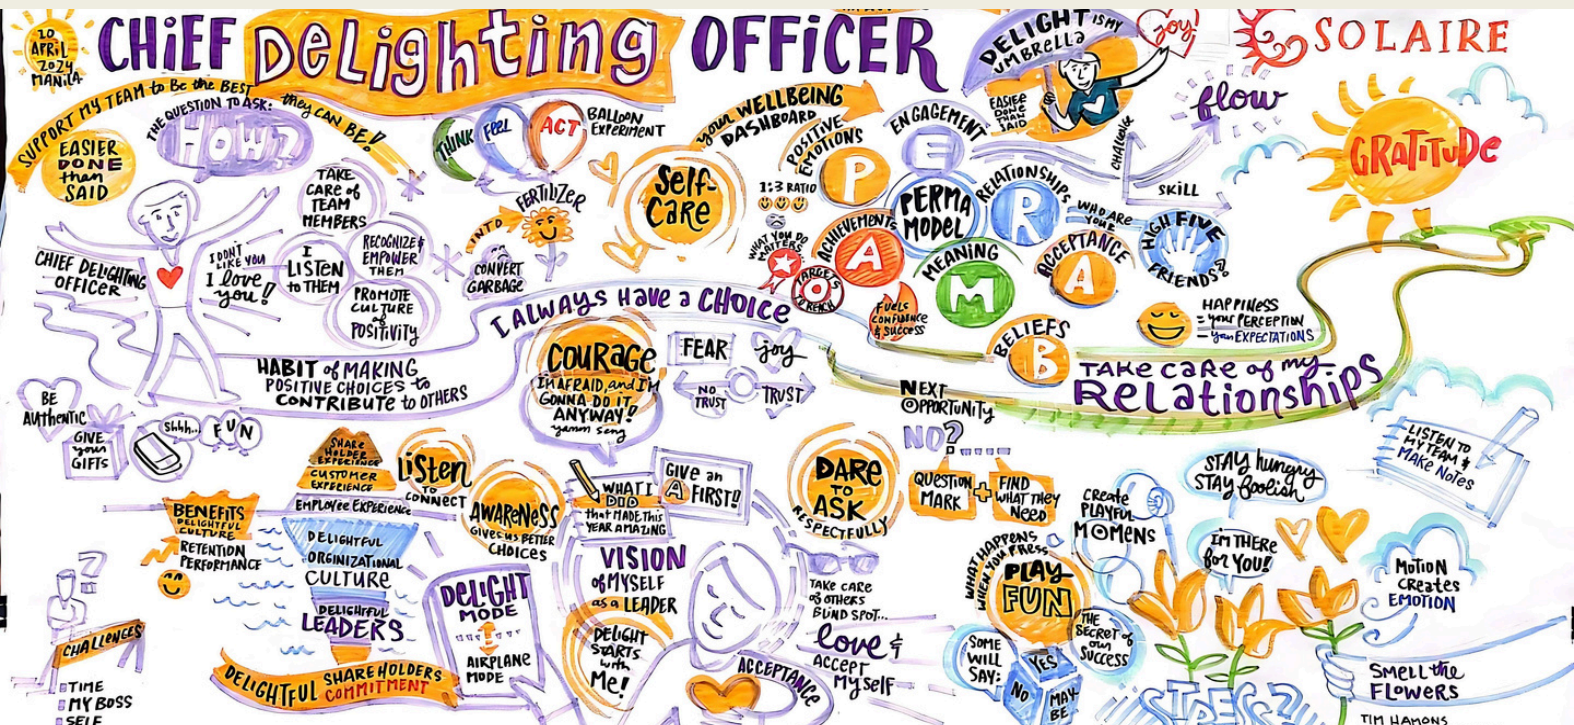 20
APRIL
2024
MANILA
CHiEF DeLighting OFFiCER
DELIGHT is MY
UMBRELLa
joy!
SOLAIRE
SUPPORT MY TEAM to Be the BEST
they CAN BE!
EASIER
DONE
than
SAID
THE QUESTION TO ASK:
HOW?
THINK
FeeL
ACT
BALLOON
EXPERIMENT
TAKE
CARE of
TEAM
MEMBERS
I
LISTEN
to THEM
RECOGNIZE &
EMPOWER
THEM
PROMOTE
CULTURE
of
POSiTiVitY
CHIEF DELIGHTING
OFFICER
I DON'T
LIKE YOU
I love
you!
CONVERT
GARBAGE
INTO
FERTILIZER
Self-
Care
your WELLBEING
DASHBOARD
POSITIVE
EMOTIONS
P
1:3 RATIO
ENGAGEMENT
E
PERMA
MODEL
RELATIONSHIPS
R
WHO ARE
YOUR
HIGH FIVE
FRIENDS?
MEANING
M
ACHIEVEMENTS
A
WHAT YOU DO
MATTERS
TARGETS
TO REACH
FUELS
CONFIDENCE
& SUCCESS
ACCEPTANCE
A
BELIEFS
B
EASIER
DONE
THAN
SAID
flow
CHALLENGE
SKILL
GRATITUDe
HAPPINESS
= your PERCEPTION
= your EXPECTATIONS
I ALWAYS HAVe a CHOICe
HABIT of MAKING
POSITIVE CHOICES to
CONTRIBUTE to OTHERS
COURAGE
I'M AFRAID, and I'M
GONNA DO IT
ANYWAY!
yamm seng
FEAR
joy
NO
TRUST
TRUST
TAKE CARe of my
ReLationships
BE
AUTHENTIC
GIVE
your
GIFTS
Shhh..
FUN
SHARE
HOLDER
EXPERIENCE
CUSTOMER
EXPERIENCE
EMPLOYEE EXPERIENCE
DELIGHTFUL
ORGINIZATIONAL
CULTURe
DELIGHTFUL
LEADERS
BENEFITS
DELIGHTFUL
CULTURE
RETENTION
PERFORMANCE
DELIGHTFUL SHAREHOLDERS
COMMITMENT
LiSten
TO
CONNECT
AWARENeSS
GIVES US BETTER
CHOICES
WHAT I
DID
that MADE THIS
YEAR AMAZING
GIVE an
A FIRST!
VISION
of MYSELF
as a LEADER
DELIGHT
STARTS
with
Me!
DELIGHT
MODE
AIRPLANE
MODE
CHALLENGES
TIME
MY BOSS
SELF
DARE
TO
ASK
RESPECTFULLY
NEXT
OPPORTUNITY
NO?
QUESTION
MARK
+
FIND
WHAT THEY
NEED
TAKE CARE
of OTHERS
BLIND SPOT...
love &
ACCEPT
MySelf
ACCEPTANCE
Create
PLAYFUL
MOMENS
WHAT HAPPENS
WHEN YOU PRESS
PLAY
FUN
THE
SECRET of
our
SUCCESS
SOME
WILL
SAY:
YES
NO
MAY
BE
STAY hungry
STAY foolish
I'M THERE
for YOU!
LISTEN TO
MY TEAM &
MAKE NOTES
MOTION
CREATES
EMOTION
SMELL the
FLOWERS
TIM HAMONS